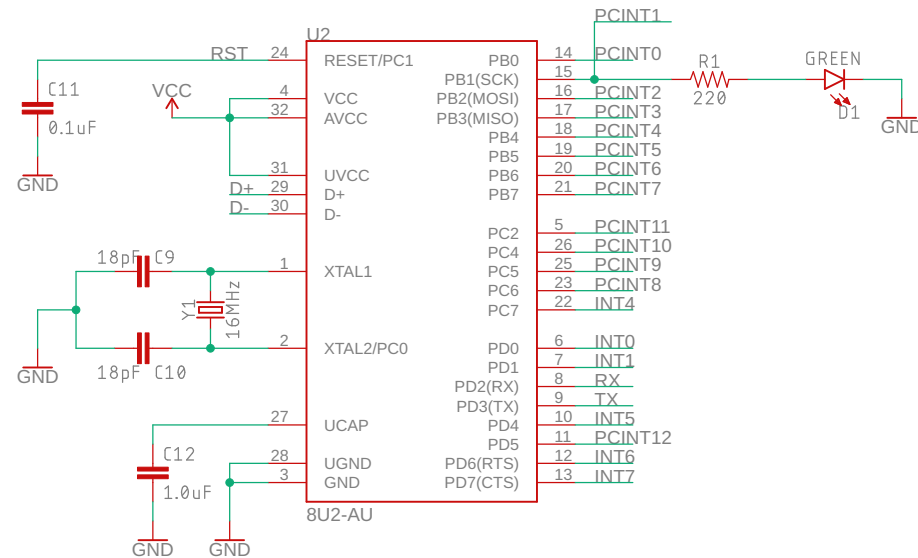 PCINT1
U2
RST 24 RESET/PC1 PB0 14 PCINT0
PB1(SCK) 15 R1 220 GREEN D1 GND
C11 0.1uF GND
VCC 4 VCC PB2(MOSI) 16 PCINT2
32 AVCC PB3(MISO) 17 PCINT3
PB4 18 PCINT4
PB5 19 PCINT5
31 UVCC PB6 20 PCINT6
D+ 29 D+ PB7 21 PCINT7
D- 30 D-
PC2 5 PCINT11
PC4 26 PCINT10
18pF C9 1 XTAL1 PC5 25 PCINT9
PC6 23 PCINT8
Y1 16MHz PC7 22 INT4
GND 18pF C10 2 XTAL2/PC0 PD0 6 INT0
PD1 7 INT1
PD2(RX) 8 RX
PD3(TX) 9 TX
27 UCAP PD4 10 INT5
PD5 11 PCINT12
C12 1.0uF GND
28 UGND PD6(RTS) 12 INT6
3 GND PD7(CTS) 13 INT7
GND
8U2-AU